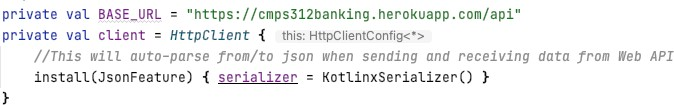 private val BASE_URL = "https://cmps312banking.herokuapp.com/api"
private val client = HttpClient { this: HttpClientConfig<*>
//This will auto-parse from/to json when sending and receiving data from Web API
install(JsonFeature) { serializer = KotlinxSerializer() }
}